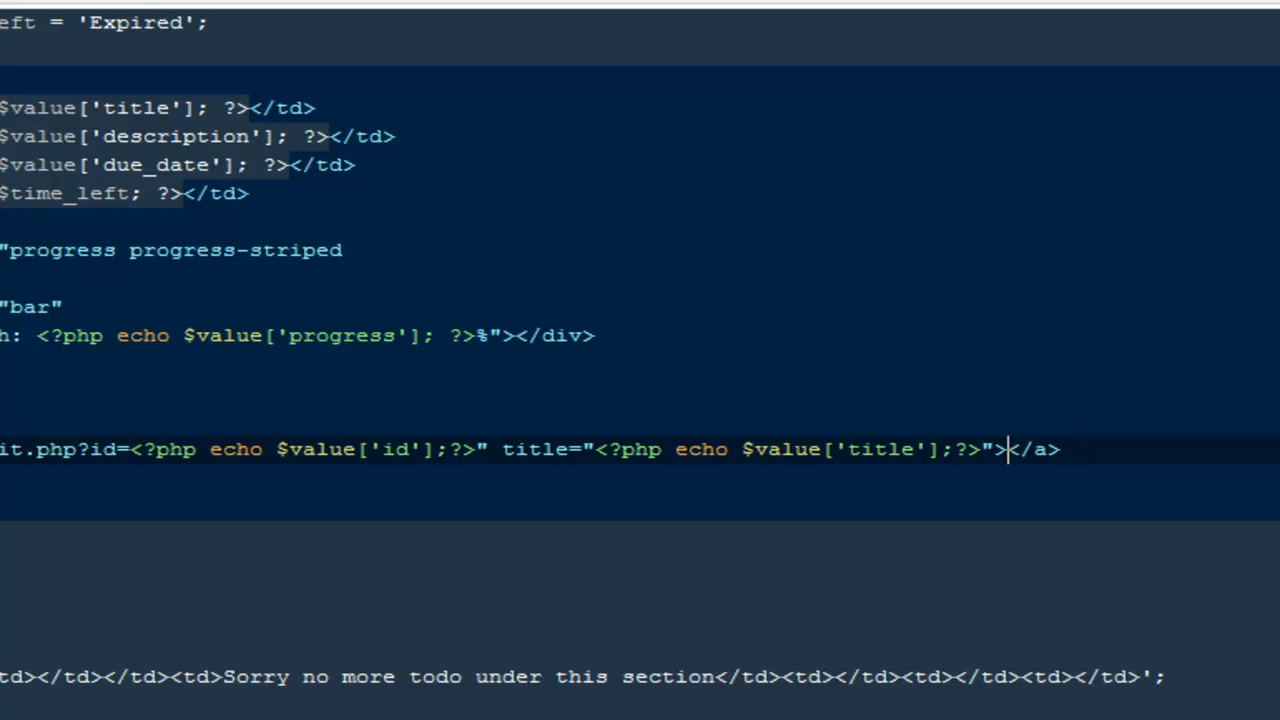 eft = 'Expired';
$value['title']; ?></td>
$value['description']; ?></td>
$value['due_date']; ?></td>
$time_left; ?></td>
"progress progress-striped
"bar"
h: <?php echo $value['progress']; ?>%"></div>
it.php?id=<?php echo $value['id'];?>" title="<?php echo $value['title'];?>"></a>
td></td></td><td>Sorry no more todo under this section</td><td></td><td></td><td></td>';